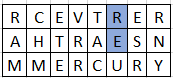 R C E V T R E R
A H T R A E S N
M M E R C U R Y